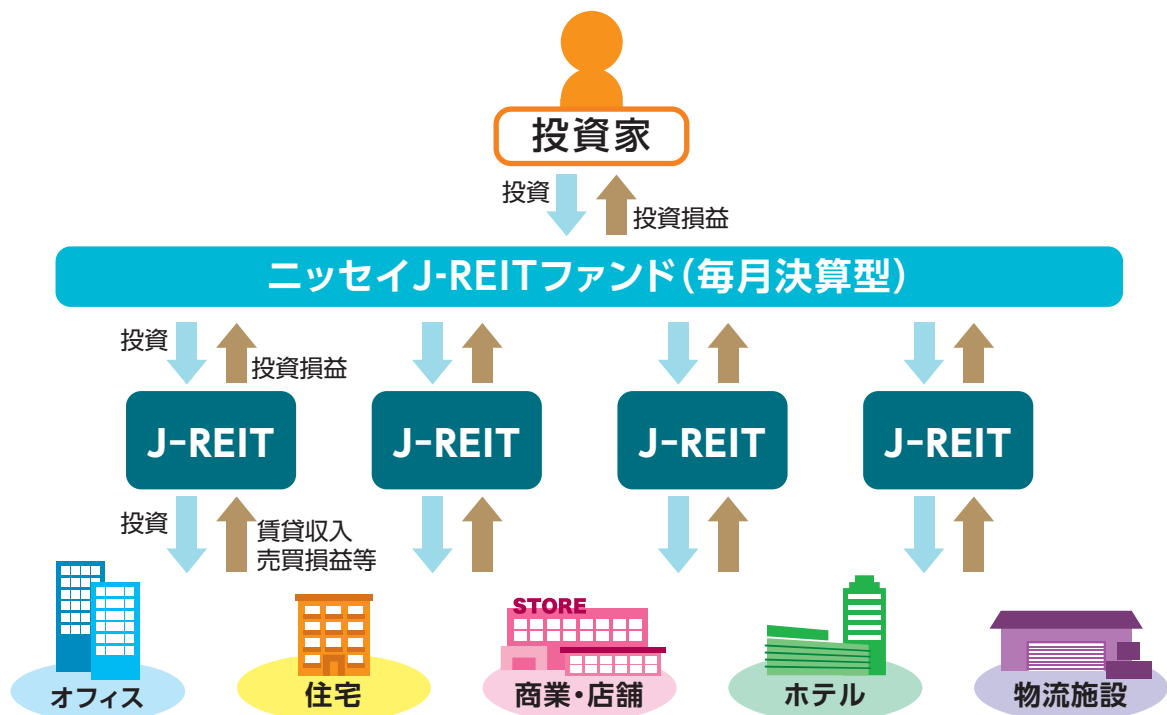 投資家
投資
投資損益
ニッセイJ-REITファンド(毎月決算型)
投資
投資損益
J-REIT
J-REIT
J-REIT
J-REIT
投資
賃貸収入
売買損益等
STORE
オフィス
住宅
商業・店舗
ホテル
物流施設